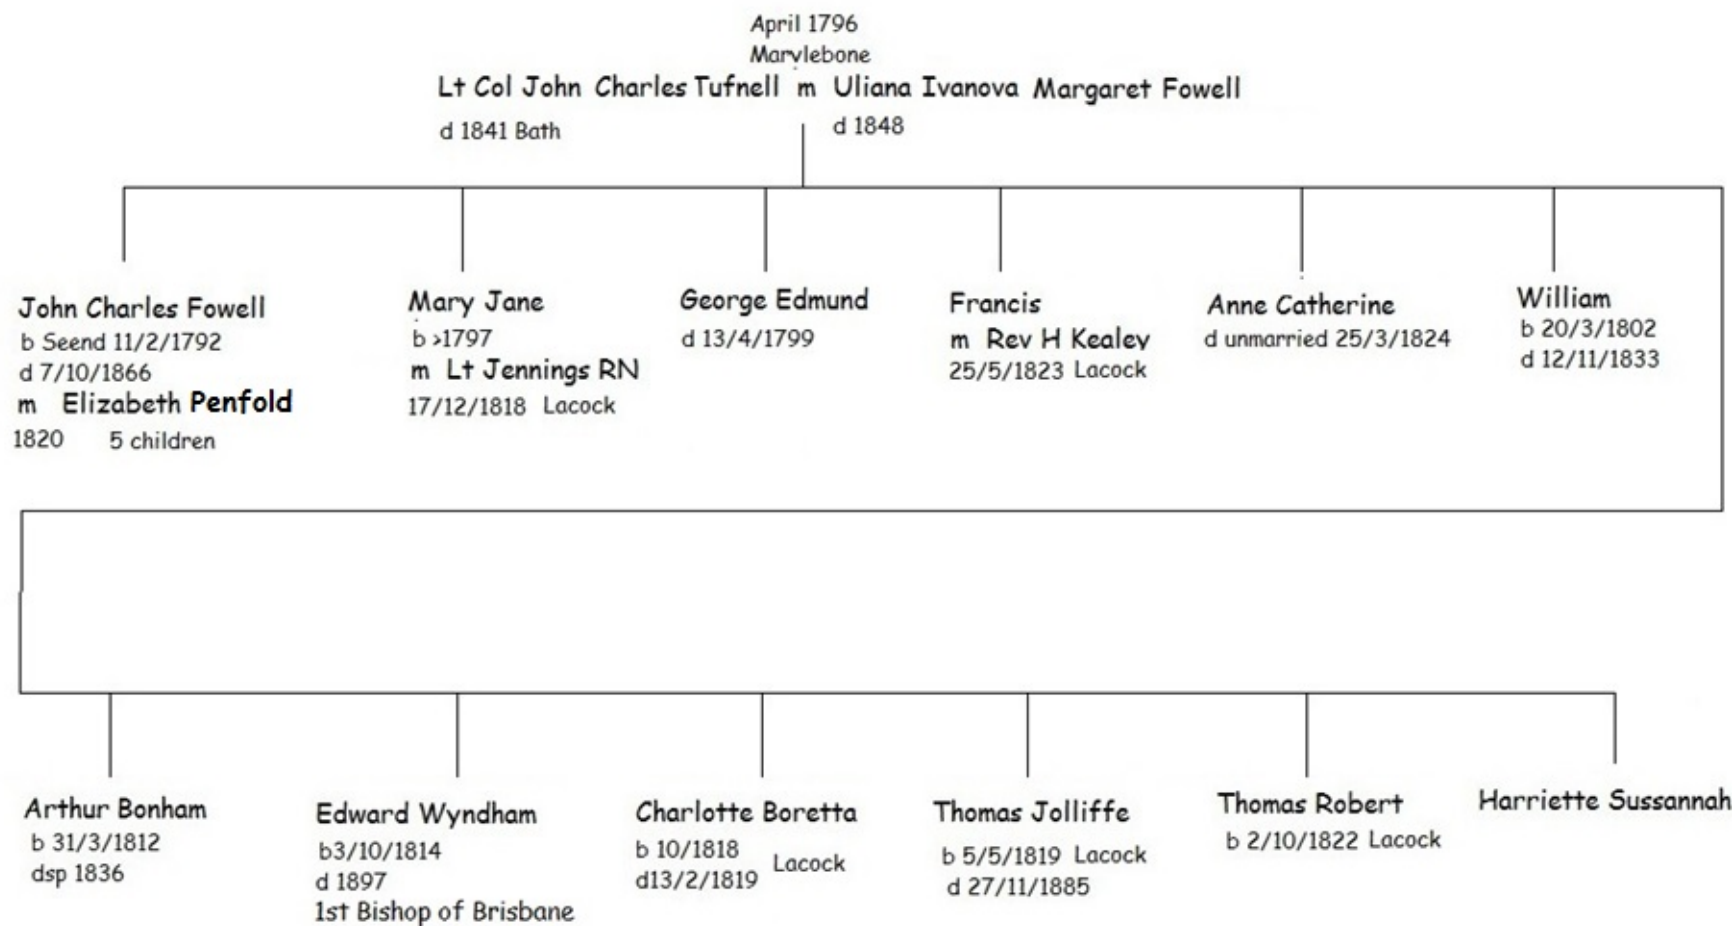 April 1796
Marylebone
Lt Col John Charles Tufnell m Uliana Ivanova Margaret Fowell
d 1841 Bath
d 1848
John Charles Fowell
b Seend 11/2/1792
d 7/10/1866
m Elizabeth Penfold
1820 5 children
Mary Jane
b >1797
m Lt Jennings RN
17/12/1818 Lacock
George Edmund
d 13/4/1799
Francis
m Rev H Kealey
25/5/1823 Lacock
Anne Catherine
d unmarried 25/3/1824
William
b 20/3/1802
d 12/11/1833
Arthur Bonham
b 31/3/1812
dsp 1836
Edward Wyndham
b3/10/1814
d 1897
1st Bishop of Brisbane
Charlotte Boretta
b 10/1818
Lacock
d13/2/1819
Thomas Jolliffe
b 5/5/1819 Lacock
d 27/11/1885
Thomas Robert
b 2/10/1822 Lacock
Harriette Sussannah